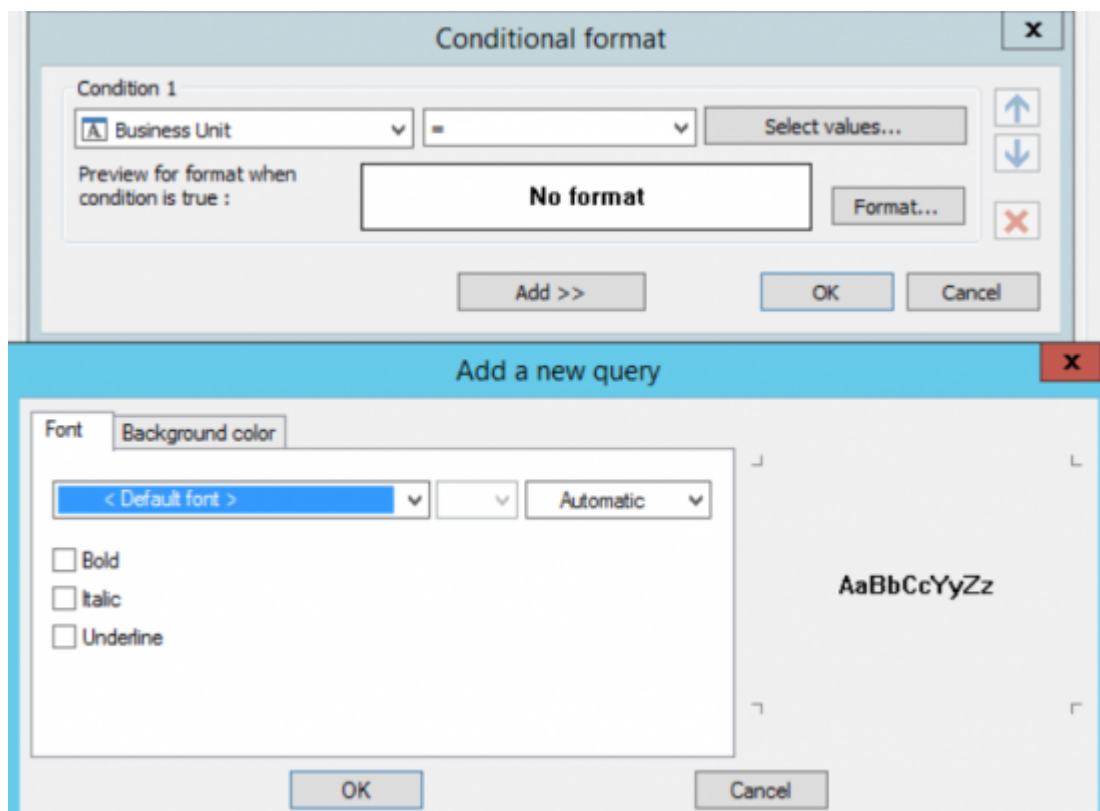 Conditional format
x
Condition 1
A Business Unit
=
Select values...
Preview for format when
condition is true :
No format
Format...
Add >>
OK
Cancel
Add a new query
x
Font
Background color
< Default font >
Automatic
Bold
Italic
Underline
AaBbCcYyZz
OK
Cancel